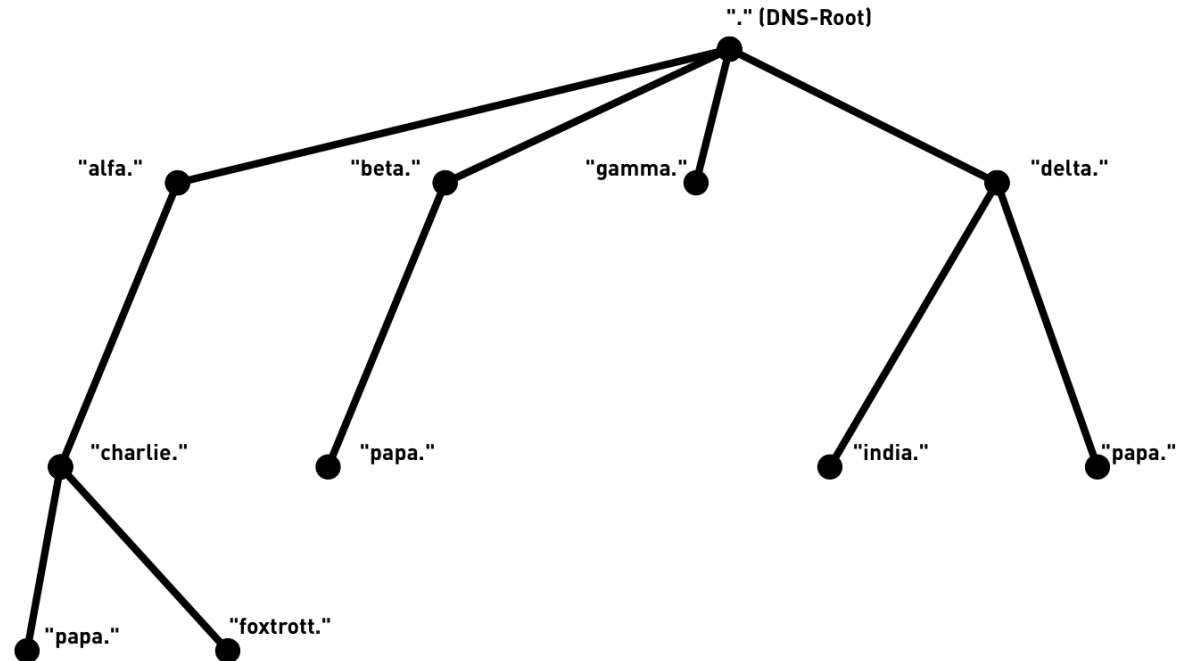 "." (DNS-Root)
"alfa."
"beta."
"gamma."
"delta."
"charlie."
"papa."
"india."
"papa."
"papa."
"foxtrott."